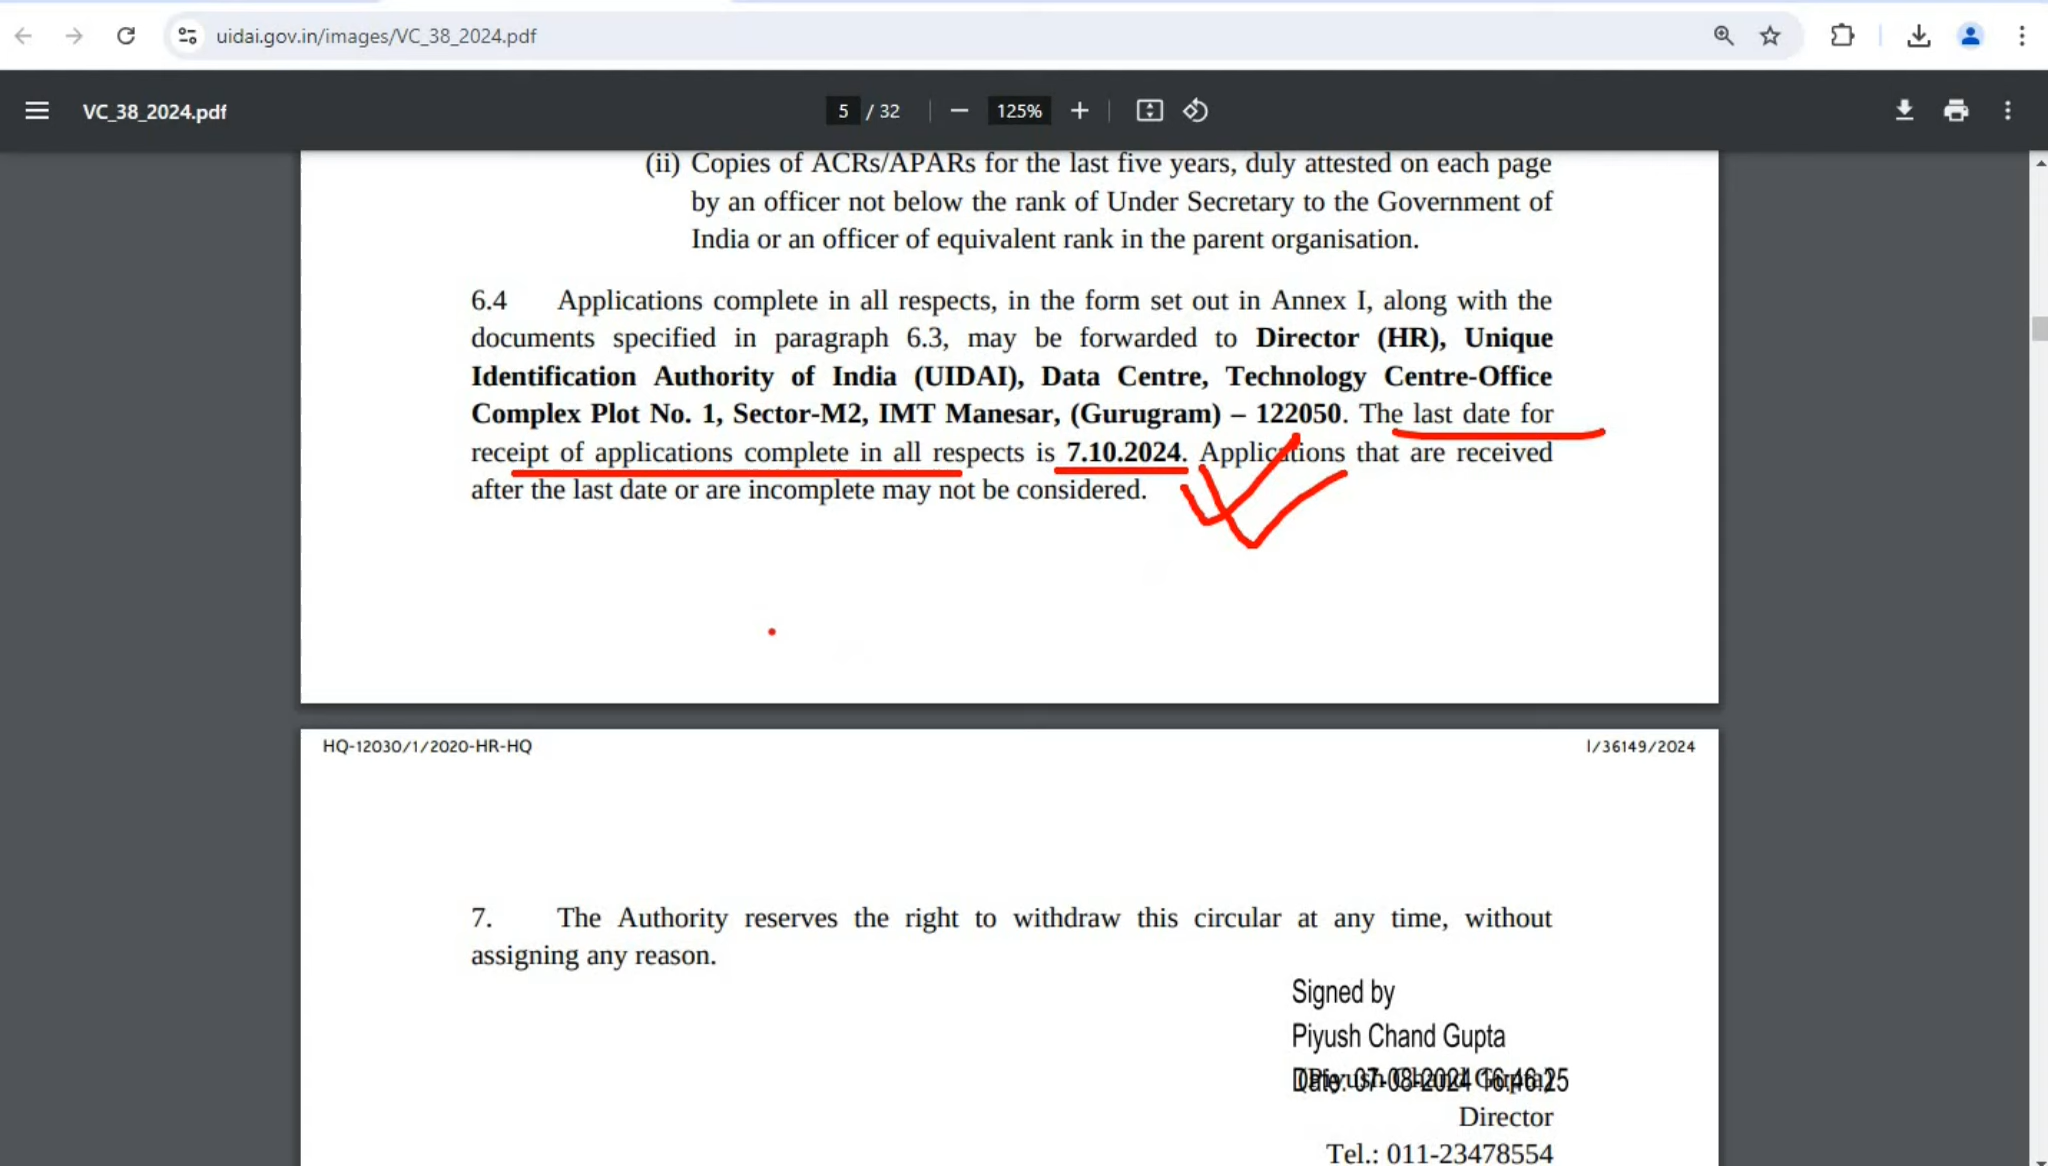 uidai.gov.in/images/VC_38_2024.pdf
VC_38_2024.pdf
5 / 32
125%
(ii) Copies of ACRs/APARs for the last five years, duly attested on each page
by an officer not below the rank of Under Secretary to the Government of
India or an officer of equivalent rank in the parent organisation.
6.4 Applications complete in all respects, in the form set out in Annex I, along with the
documents specified in paragraph 6.3, may be forwarded to Director (HR), Unique
Identification Authority of India (UIDAI), Data Centre, Technology Centre-Office
Complex Plot No. 1, Sector-M2, IMT Manesar, (Gurugram) – 122050. The last date for
receipt of applications complete in all respects is 7.10.2024. Applications that are received
after the last date or are incomplete may not be considered.
HQ-12030/1/2020-HR-HQ
I/36149/2024
7. The Authority reserves the right to withdraw this circular at any time, without
assigning any reason.
Signed by
Piyush Chand Gupta
Date: 07-08-2024 16:46:25
Director
Tel.: 011-23478554